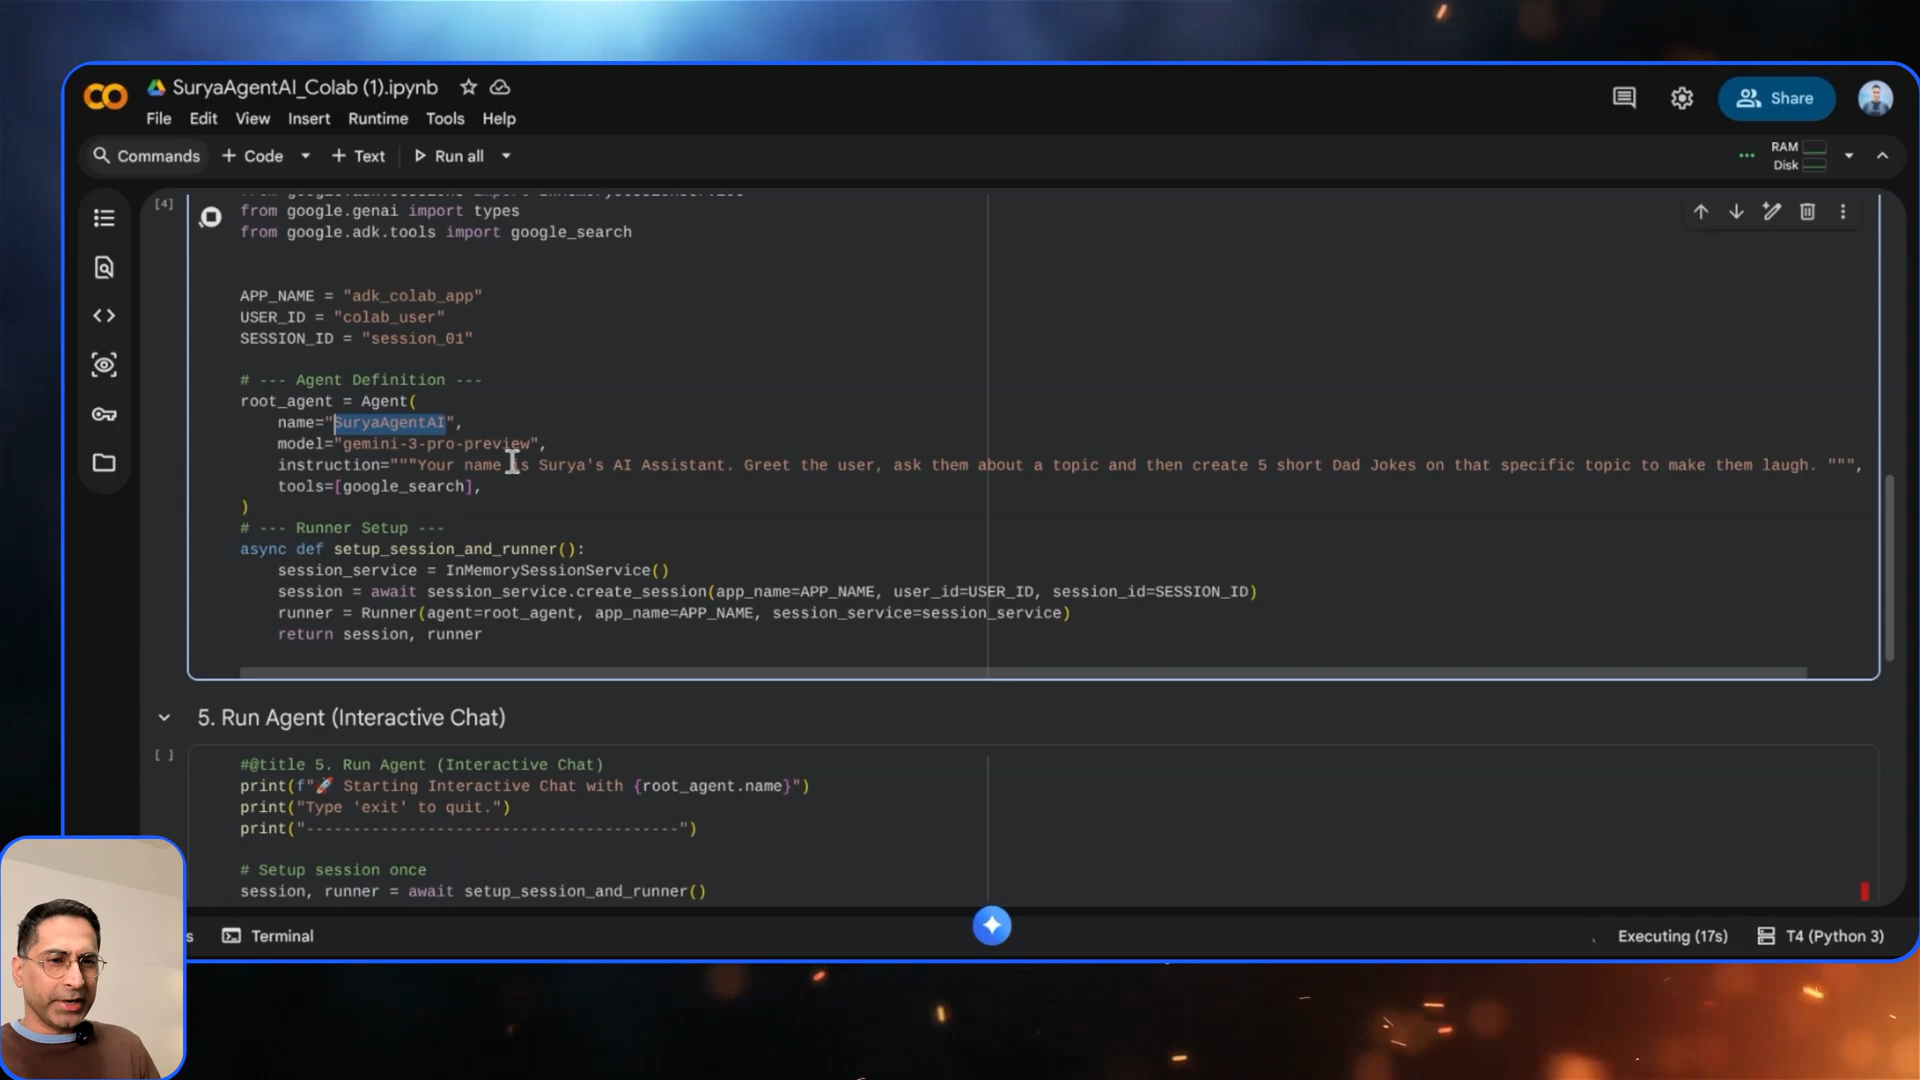 SuryaAgentAI_Colab (1).ipynb
File Edit View Insert Runtime Tools Help
Share
Commands + Code + Text Run all
RAM
Disk
[4]
from google.genai import types
from google.adk.tools import google_search
APP_NAME = "adk_colab_app"
USER_ID = "colab_user"
SESSION_ID = "session_01"
# --- Agent Definition ---
root_agent = Agent(
name="SuryaAgentAI",
model="gemini-3-pro-preview",
instruction="""Your name is Surya's AI Assistant. Greet the user, ask them about a topic and then create 5 short Dad Jokes on that specific topic to make them laugh. """,
tools=[google_search],
)
# --- Runner Setup ---
async def setup_session_and_runner():
session_service = InMemorySessionService()
session = await session_service.create_session(app_name=APP_NAME, user_id=USER_ID, session_id=SESSION_ID)
runner = Runner(agent=root_agent, app_name=APP_NAME, session_service=session_service)
return session, runner
5. Run Agent (Interactive Chat)
[ ]
#@title 5. Run Agent (Interactive Chat)
print(f"🚀 Starting Interactive Chat with {root_agent.name}")
print("Type 'exit' to quit.")
print("----------------------------------------")
# Setup session once
session, runner = await setup_session_and_runner()
s Terminal
Executing (17s) T4 (Python 3)